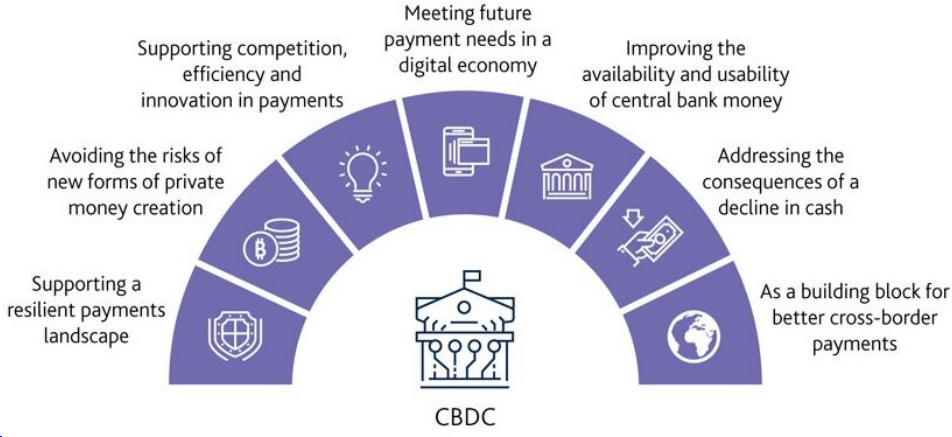 Meeting future
payment needs in a
digital economy
Supporting competition,
efficiency and
innovation in payments
Improving the
availability and usability
of central bank money
Avoiding the risks of
new forms of private
money creation
Addressing the
consequences of a
decline in cash
Supporting a
resilient payments
landscape
As a building block for
better cross-border
payments
CBDC